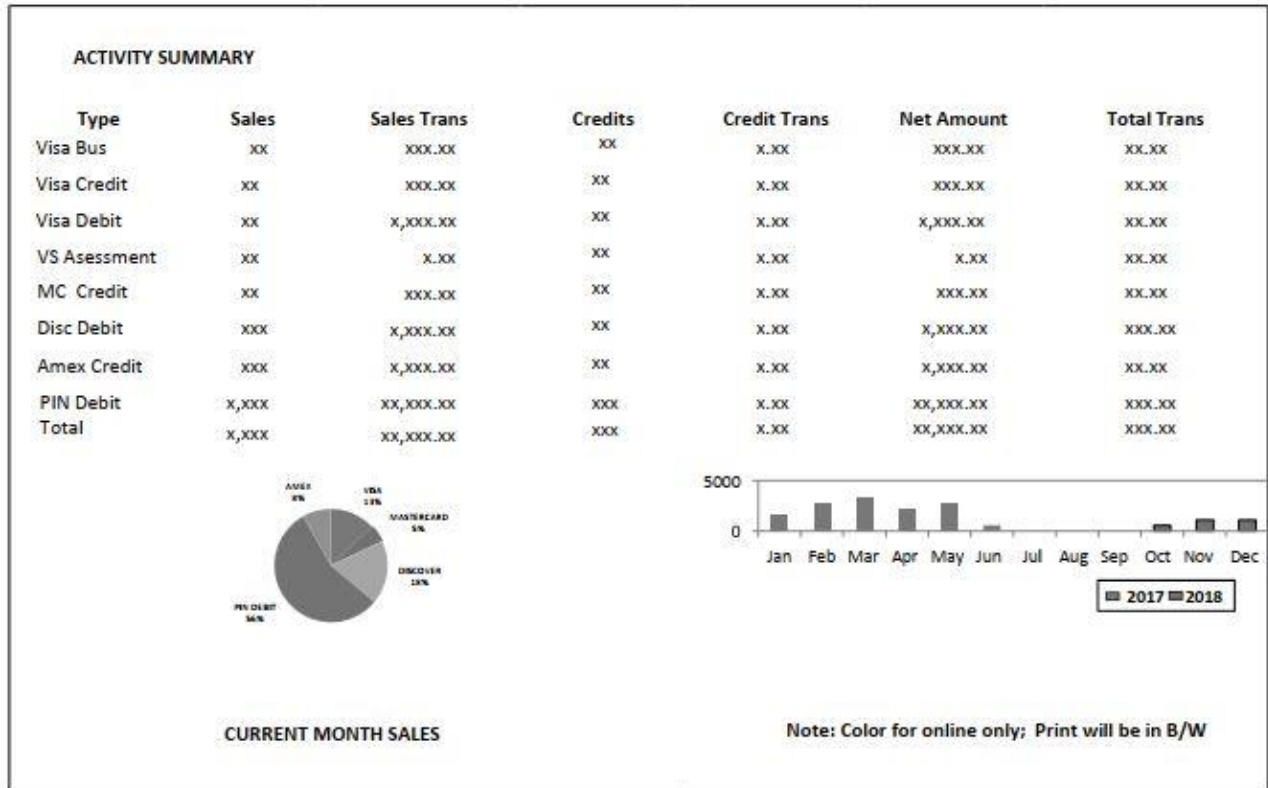 ACTIVITY SUMMARY
Type Sales Sales Trans Credits Credit Trans Net Amount Total Trans
Visa Bus xx xxx.xx xx x.xx xxx.xx xx.xx
Visa Credit xx xxx.xx xx x.xx xxx.xx xx.xx
Visa Debit xx x,xxx.xx xx x.xx x,xxx.xx xx.xx
VS Asessment xx x.xx xx x.xx x.xx xx.xx
MC Credit xx xxx.xx xx x.xx xxx.xx xx.xx
Disc Debit xxx x,xxx.xx xx x.xx x,xxx.xx xxx.xx
Amex Credit xxx x,xxx.xx xx x.xx x,xxx.xx xx.xx
PIN Debit x,xxx xx,xxx.xx xxx x.xx xx,xxx.xx xxx.xx
Total x,xxx xx,xxx.xx xxx x.xx xx,xxx.xx xxx.xx
AMEX
8%
VISA
13%
MASTERCARD
5%
DISCOVER
18%
PIN DEBIT
56%
5000
0
Jan Feb Mar Apr May Jun Jul Aug Sep Oct Nov Dec
2017 2018
CURRENT MONTH SALES
Note: Color for online only; Print will be in B/W